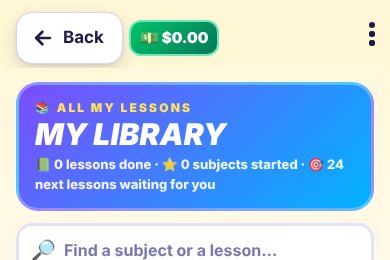 ← Back
💵 $0.00
📚 ALL MY LESSONS
MY LIBRARY
📗 0 lessons done · ⭐ 0 subjects started · 🎯 24
next lessons waiting for you
🔎 Find a subject or a lesson...